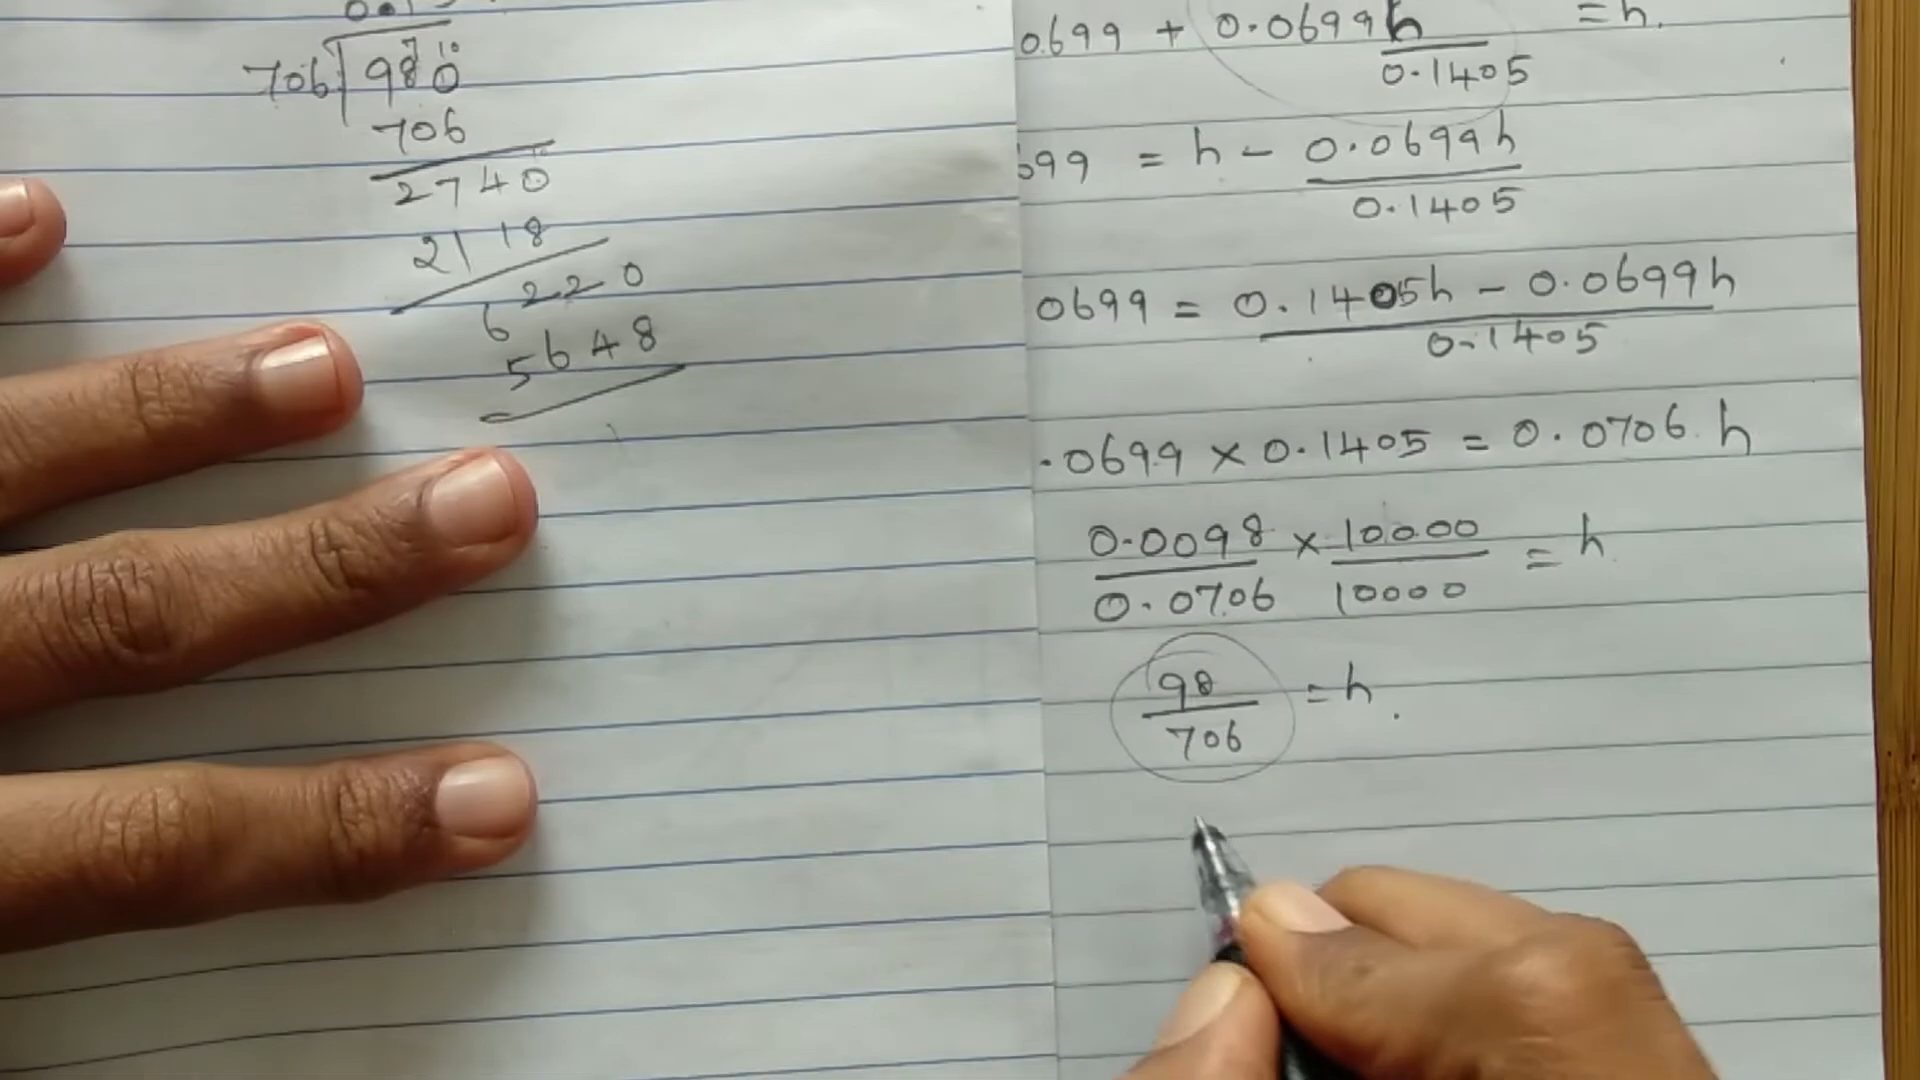 7 10
706 980
706
2740
2118
6220
5648
0.699 + 0.0699h = h.
0.1405
699 = h - 0.0699h
0.1405
0699 = 0.1405h - 0.0699h
0.1405
.0699 × 0.1405 = 0.0706 h
0.0098 × 10000 = h
0.0706 10000
98 = h.
706